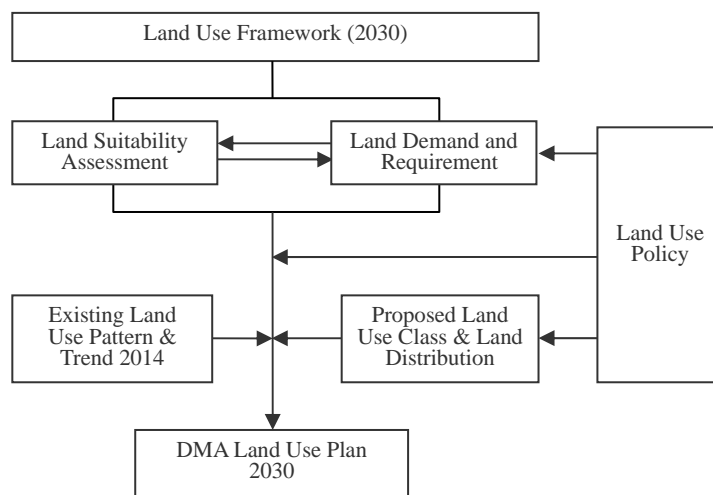 Land Use Framework (2030)
Land Suitability
Assessment
Land Demand and
Requirement
Land Use
Policy
Existing Land
Use Pattern &
Trend 2014
Proposed Land
Use Class & Land
Distribution
DMA Land Use Plan
2030